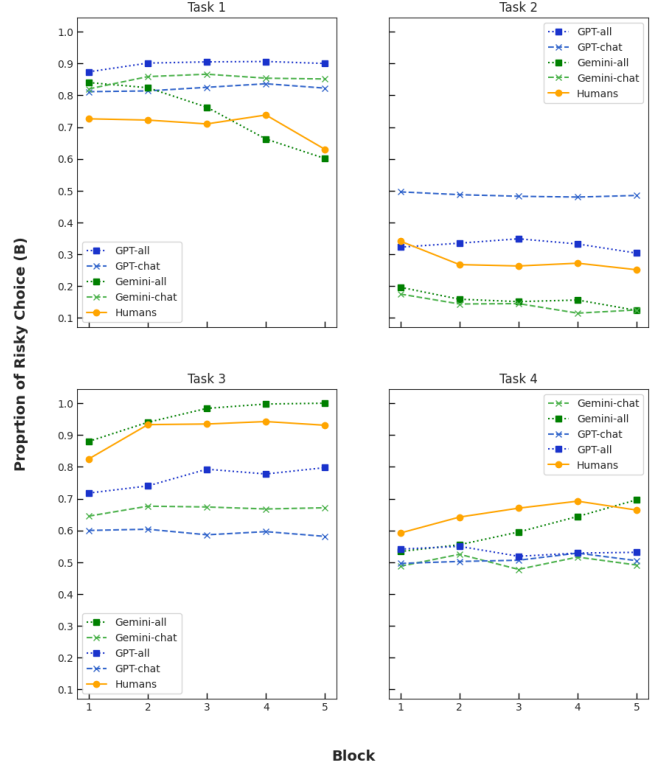 Task 1
Task 2
1.0
0.9
0.8
0.7
0.6
0.5
0.4
0.3
0.2
0.1
GPT-all
GPT-chat
Gemini-all
Gemini-chat
Humans
GPT-all
GPT-chat
Gemini-all
Gemini-chat
Humans
Proprtion of Risky Choice (B)
Task 3
Task 4
1.0
0.9
0.8
0.7
0.6
0.5
0.4
0.3
0.2
0.1
Gemini-all
Gemini-chat
GPT-all
GPT-chat
Humans
Gemini-chat
Gemini-all
GPT-chat
GPT-all
Humans
1 2 3 4 5
1 2 3 4 5
Block